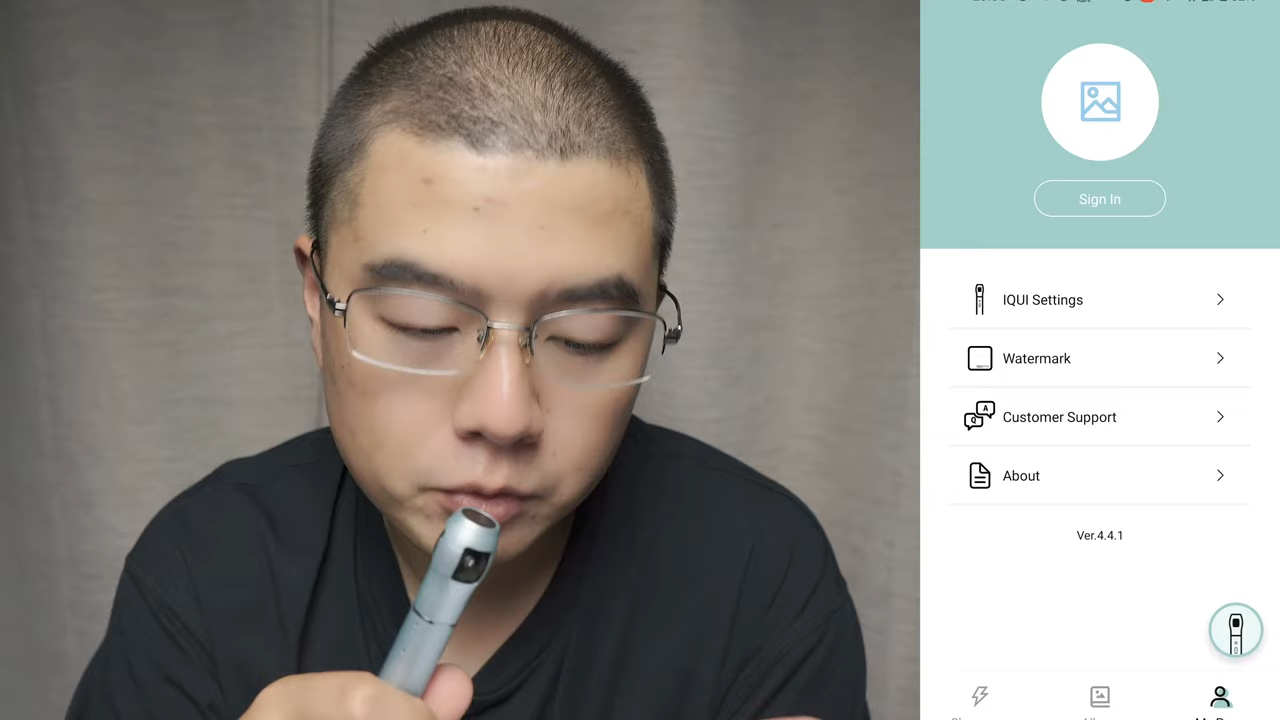 Sign In
IQUI Settings
Watermark
Customer Support
About
Ver.4.4.1